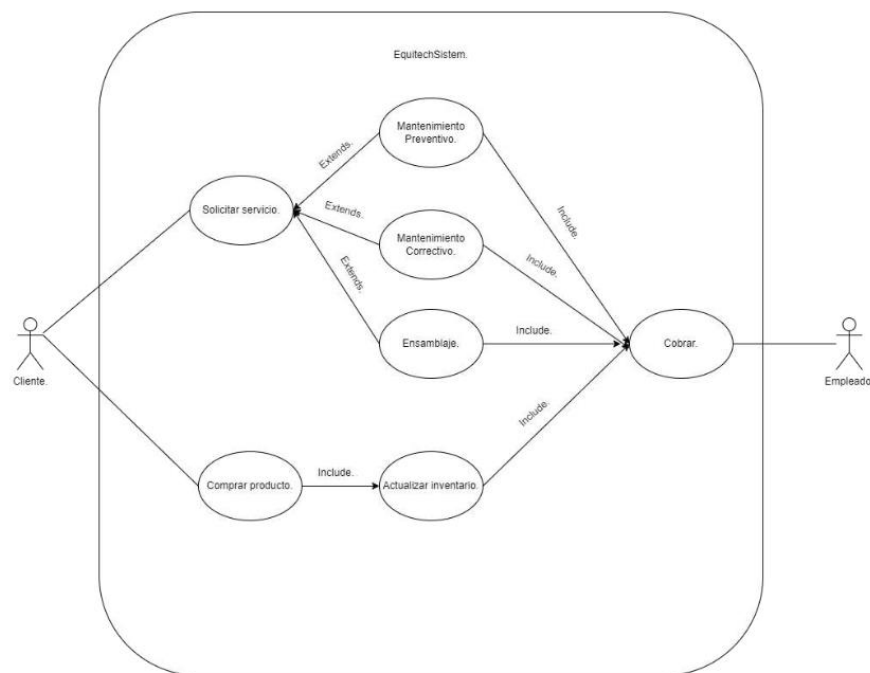 EquitechSistem.
Mantenimiento
Preventivo.
Extends.
Solicitar servicio.
Extends.
Include.
Mantenimiento
Correctivo.
Include.
Extends.
Ensamblaje.
Include.
Cobrar.
Cliente.
Empleado
Include.
Comprar producto.
Include.
Actualizar inventario.